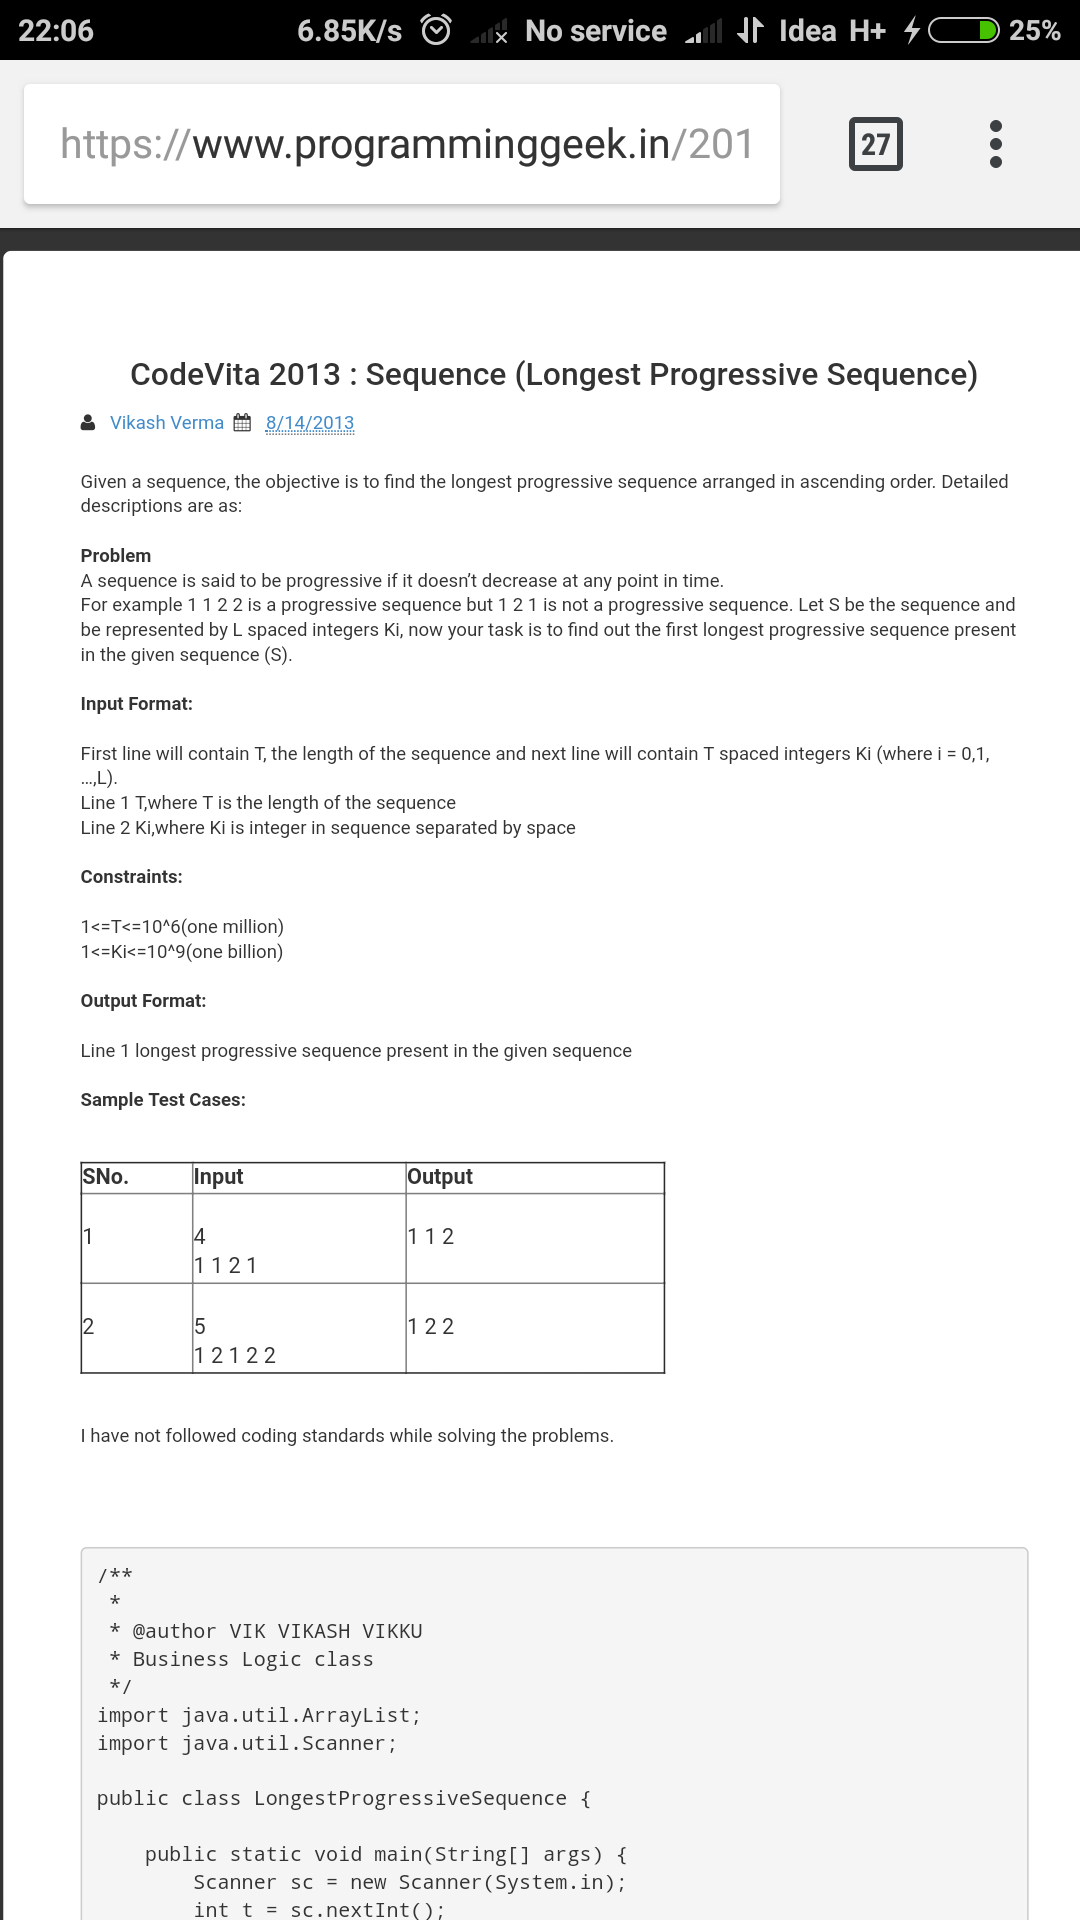 22:06 6.85K/s No service Idea H+ 25%
https://www.programminggeek.in/201 27
CodeVita 2013 : Sequence (Longest Progressive Sequence)
Vikash Verma 8/14/2013
Given a sequence, the objective is to find the longest progressive sequence arranged in ascending order. Detailed
descriptions are as:
Problem
A sequence is said to be progressive if it doesn’t decrease at any point in time.
For example 1 1 2 2 is a progressive sequence but 1 2 1 is not a progressive sequence. Let S be the sequence and
be represented by L spaced integers Ki, now your task is to find out the first longest progressive sequence present
in the given sequence (S).
Input Format:
First line will contain T, the length of the sequence and next line will contain T spaced integers Ki (where i = 0,1,
…,L).
Line 1 T,where T is the length of the sequence
Line 2 Ki,where Ki is integer in sequence separated by space
Constraints:
1<=T<=10^6(one million)
1<=Ki<=10^9(one billion)
Output Format:
Line 1 longest progressive sequence present in the given sequence
Sample Test Cases:
SNo. Input Output
1 4 1 1 2
1 1 2 1
2 5 1 2 2
1 2 1 2 2
I have not followed coding standards while solving the problems.
/**
 *
 * @author VIK VIKASH VIKKU
 * Business Logic class
 */
import java.util.ArrayList;
import java.util.Scanner;
public class LongestProgressiveSequence {
    public static void main(String[] args) {
        Scanner sc = new Scanner(System.in);
        int t = sc.nextInt();